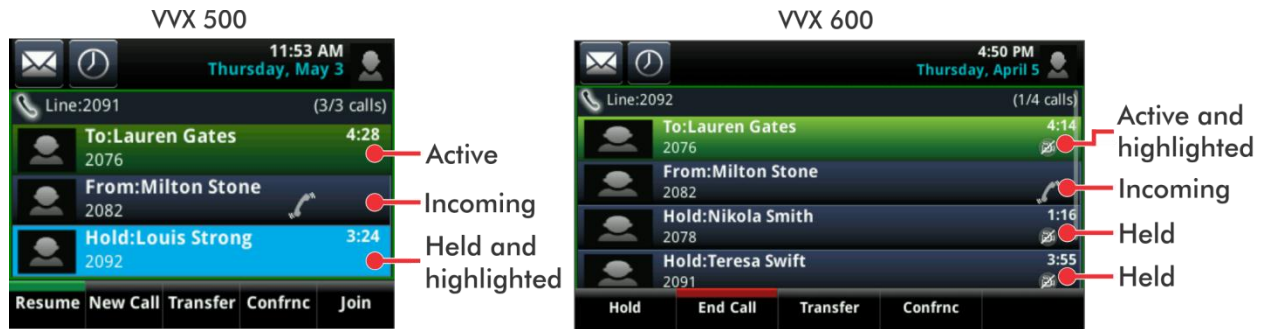 VVX 500
11:53 AM
Thursday, May 3
Line:2091 (3/3 calls)
To:Lauren Gates 4:28
2076
Active
From:Milton Stone
2082
Incoming
Hold:Louis Strong 3:24
2092
Held and
highlighted
Resume New Call Transfer Confrnc Join
VVX 600
4:50 PM
Thursday, April 5
Line:2092 (1/4 calls)
To:Lauren Gates 4:14
2076
Active and
highlighted
From:Milton Stone
2082
Incoming
Hold:Nikola Smith 1:16
2078
Held
Hold:Teresa Swift 3:55
2091
Held
Hold End Call Transfer Confrnc